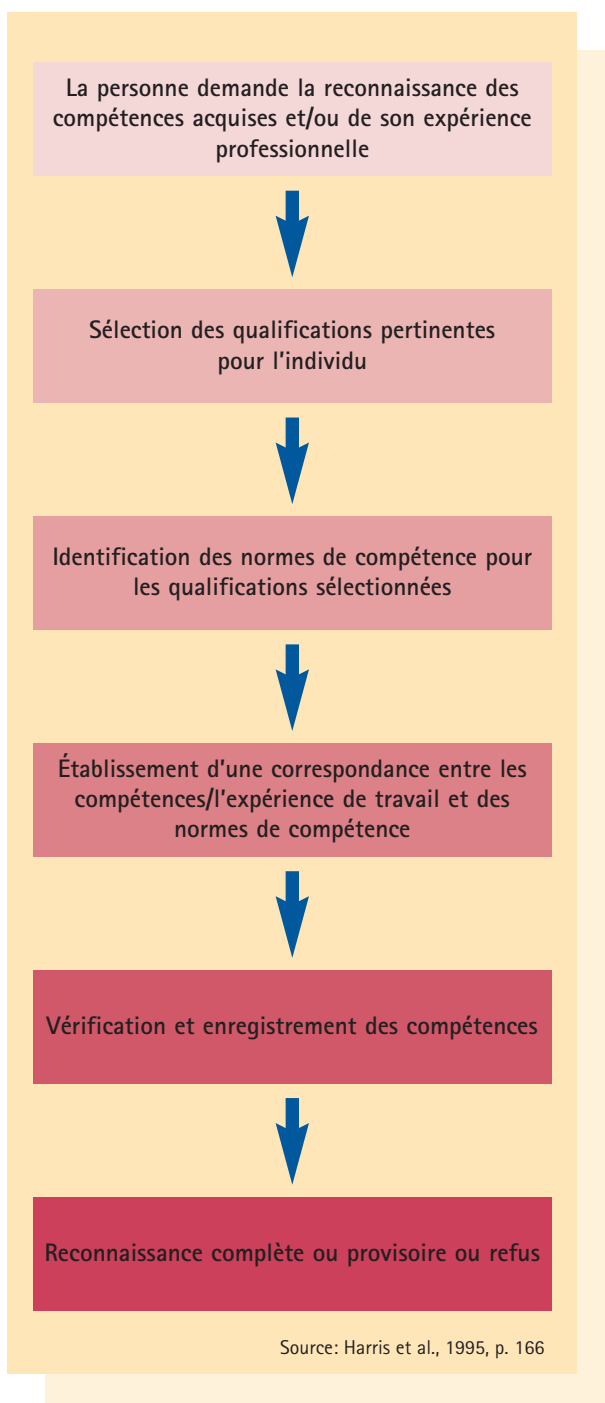 La personne demande la reconnaissance des
compétences acquises et/ou de son expérience
professionnelle
Sélection des qualifications pertinentes
pour l'individu
Identification des normes de compétence pour
les qualifications sélectionnées
Établissement d'une correspondance entre les
compétences/l'expérience de travail et des
normes de compétence
Vérification et enregistrement des compétences
Reconnaissance complète ou provisoire ou refus
Source: Harris et al., 1995, p. 166